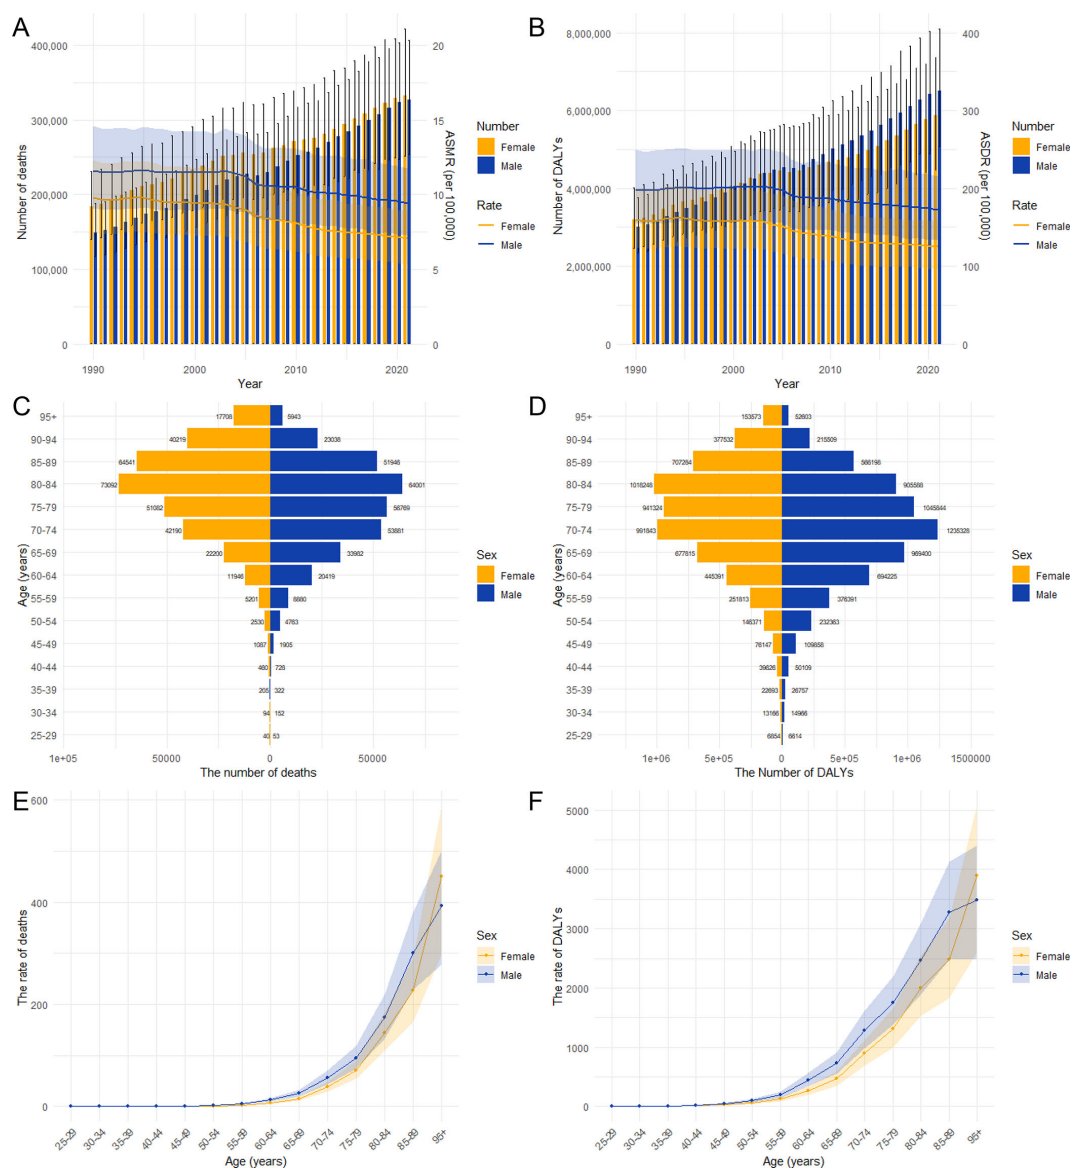 A
400,000
300,000
200,000
100,000
0
Number of deaths
20
15
10
5
0
ASMR (per 100,000)
1990
2000
2010
2020
Year
Number
Female
Male
Rate
Female
Male
B
8,000,000
6,000,000
4,000,000
2,000,000
0
Number of DALYs
400
300
200
100
0
ASDR (per 100,000)
1990
2000
2010
2020
Year
Number
Female
Male
Rate
Female
Male
C
Age (years)
95+ 17708 5943
90-94 40219 23038
85-89 64541 51946
80-84 73092 64001
75-79 51082 56769
70-74 42190 53881
65-69 22200 33982
60-64 11946 20419
55-59 5201 8880
50-54 2530 4763
45-49 1087 1905
40-44 460 728
35-39 205 322
30-34 94 152
25-29 40 53
1e+05 50000 0 50000
The number of deaths
Sex
Female
Male
D
Age (years)
95+ 153573 52603
90-94 377532 215509
85-89 707284 566196
80-84 1018246 905566
75-79 941324 1045844
70-74 991643 1235328
65-69 677615 969400
60-64 445391 694225
55-59 251813 376391
50-54 146371 232363
45-49 76147 109858
40-44 39626 50109
35-39 22693 26757
30-34 13166 14966
25-29 6854 6614
1e+06 5e+05 0 5e+05 1e+06 1500000
The Number of DALYs
Sex
Female
Male
E
600
400
200
0
The rate of deaths
25-29 30-34 35-39 40-44 45-49 50-54 55-59 60-64 65-69 70-74 75-79 80-84 85-89 95+
Age (years)
Sex
Female
Male
F
5000
4000
3000
2000
1000
0
The rate of DALYs
25-29 30-34 35-39 40-44 45-49 50-54 55-59 60-64 65-69 70-74 75-79 80-84 85-89 95+
Age (years)
Sex
Female
Male